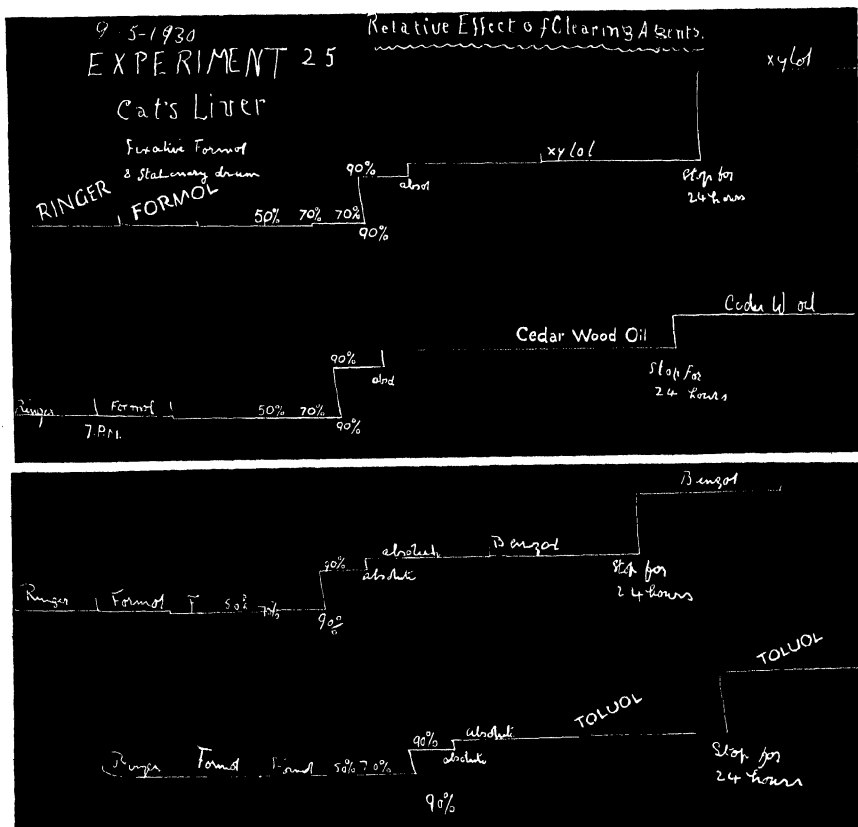 9-5-1930
EXPERIMENT 25
Cat's Liver
Fixative Formol
& Stationary drum
Relative Effect of Clearing Agents.
xylol
RINGER FORMOL 50% 70% 70% 90%
90% absol xylol Stop for
24 hours
Cedar W oil
Cedar Wood Oil
Ringer Formol 50% 70% 90%
7.P.M.
90% absol Stop For
24 hours
Benzol
absolute Benzol
90% absolute Stop for
24 hours
Ringer Formol F 50% 70% 90%
TOLUOL
absolute TOLUOL
90% absolute Stop for
24 hours
Ringer Formol Formol 50% 70%
90%